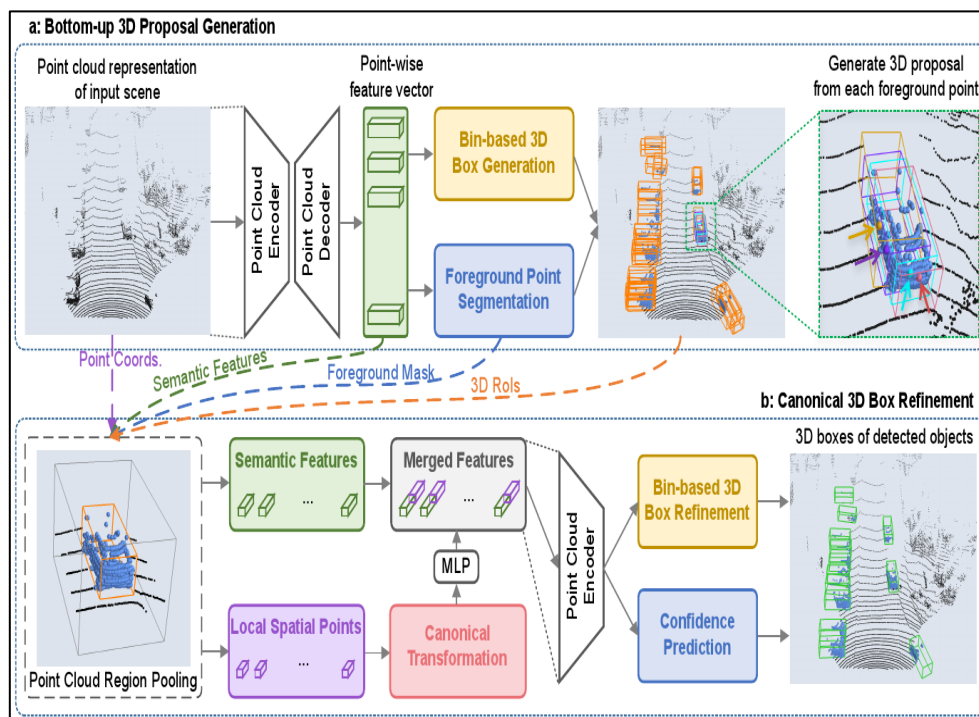 a: Bottom-up 3D Proposal Generation
Point cloud representation
of input scene
Point-wise
feature vector
Generate 3D proposal
from each foreground point
Point Cloud
Encoder
Point Cloud
Decoder
Bin-based 3D
Box Generation
Foreground Point
Segmentation
Point Coords.
Semantic Features
Foreground Mask
3D RoIs
b: Canonical 3D Box Refinement
3D boxes of detected objects
Semantic Features
...
Merged Features
...
MLP
Point Cloud
Encoder
Bin-based 3D
Box Refinement
Local Spatial Points
...
Canonical
Transformation
Confidence
Prediction
Point Cloud Region Pooling